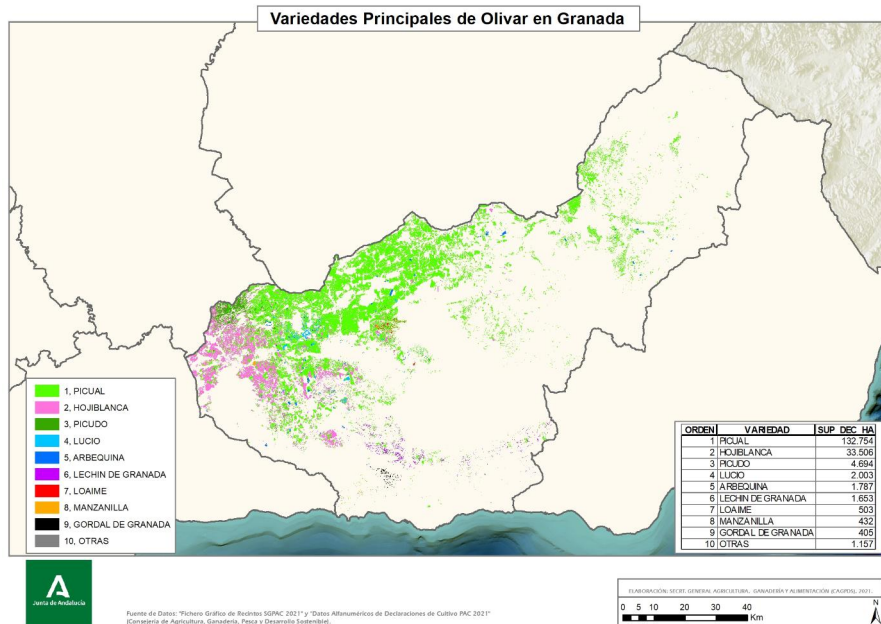 Variedades Principales de Olivar en Granada
1, PICUAL
2, HOJIBLANCA
3, PICUDO
4, LUCIO
5, ARBEQUINA
6, LECHIN DE GRANADA
7, LOAIME
8, MANZANILLA
9, GORDAL DE GRANADA
10, OTRAS
ORDEN VARIEDAD SUP_DEC_HA
1 PICUAL 132.754
2 HOJIBLANCA 33.506
3 PICUDO 4.694
4 LUCIO 2.003
5 ARBEQUINA 1.787
6 LECHIN DE GRANADA 1.653
7 LOAIME 503
8 MANZANILLA 432
9 GORDAL DE GRANADA 405
10 OTRAS 1.157
Junta de Andalucía
Fuente de Datos: "Fichero Gráfico de Recintos SGPAC 2021" y "Datos Alfanuméricos de Declaraciones de Cultivo PAC 2021"
(Consejería de Agricultura, Ganadería, Pesca y Desarrollo Sostenible).
ELABORACIÓN: SECRT. GENERAL AGRICULTURA, GANADERÍA Y ALIMENTACIÓN (CAGPDS), 2021.
0 5 10 20 30 40
Km
N